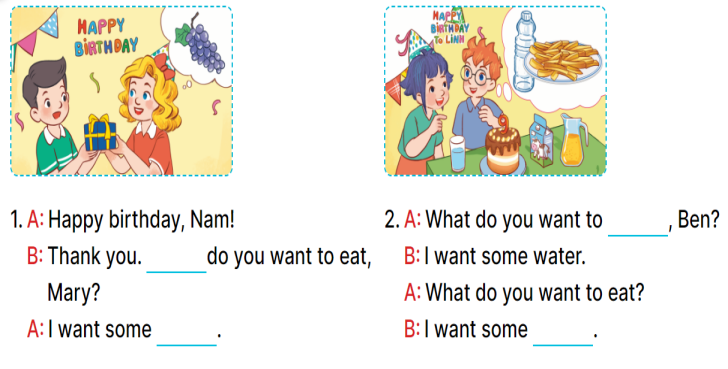 HAPPY
BIRTHDAY
1. A: Happy birthday, Nam!
B: Thank you. ______ do you want to eat,
Mary?
A: I want some ______.
HAPPY
BIRTHDAY
To LINH
9
2. A: What do you want to ______, Ben?
B: I want some water.
A: What do you want to eat?
B: I want some ______.